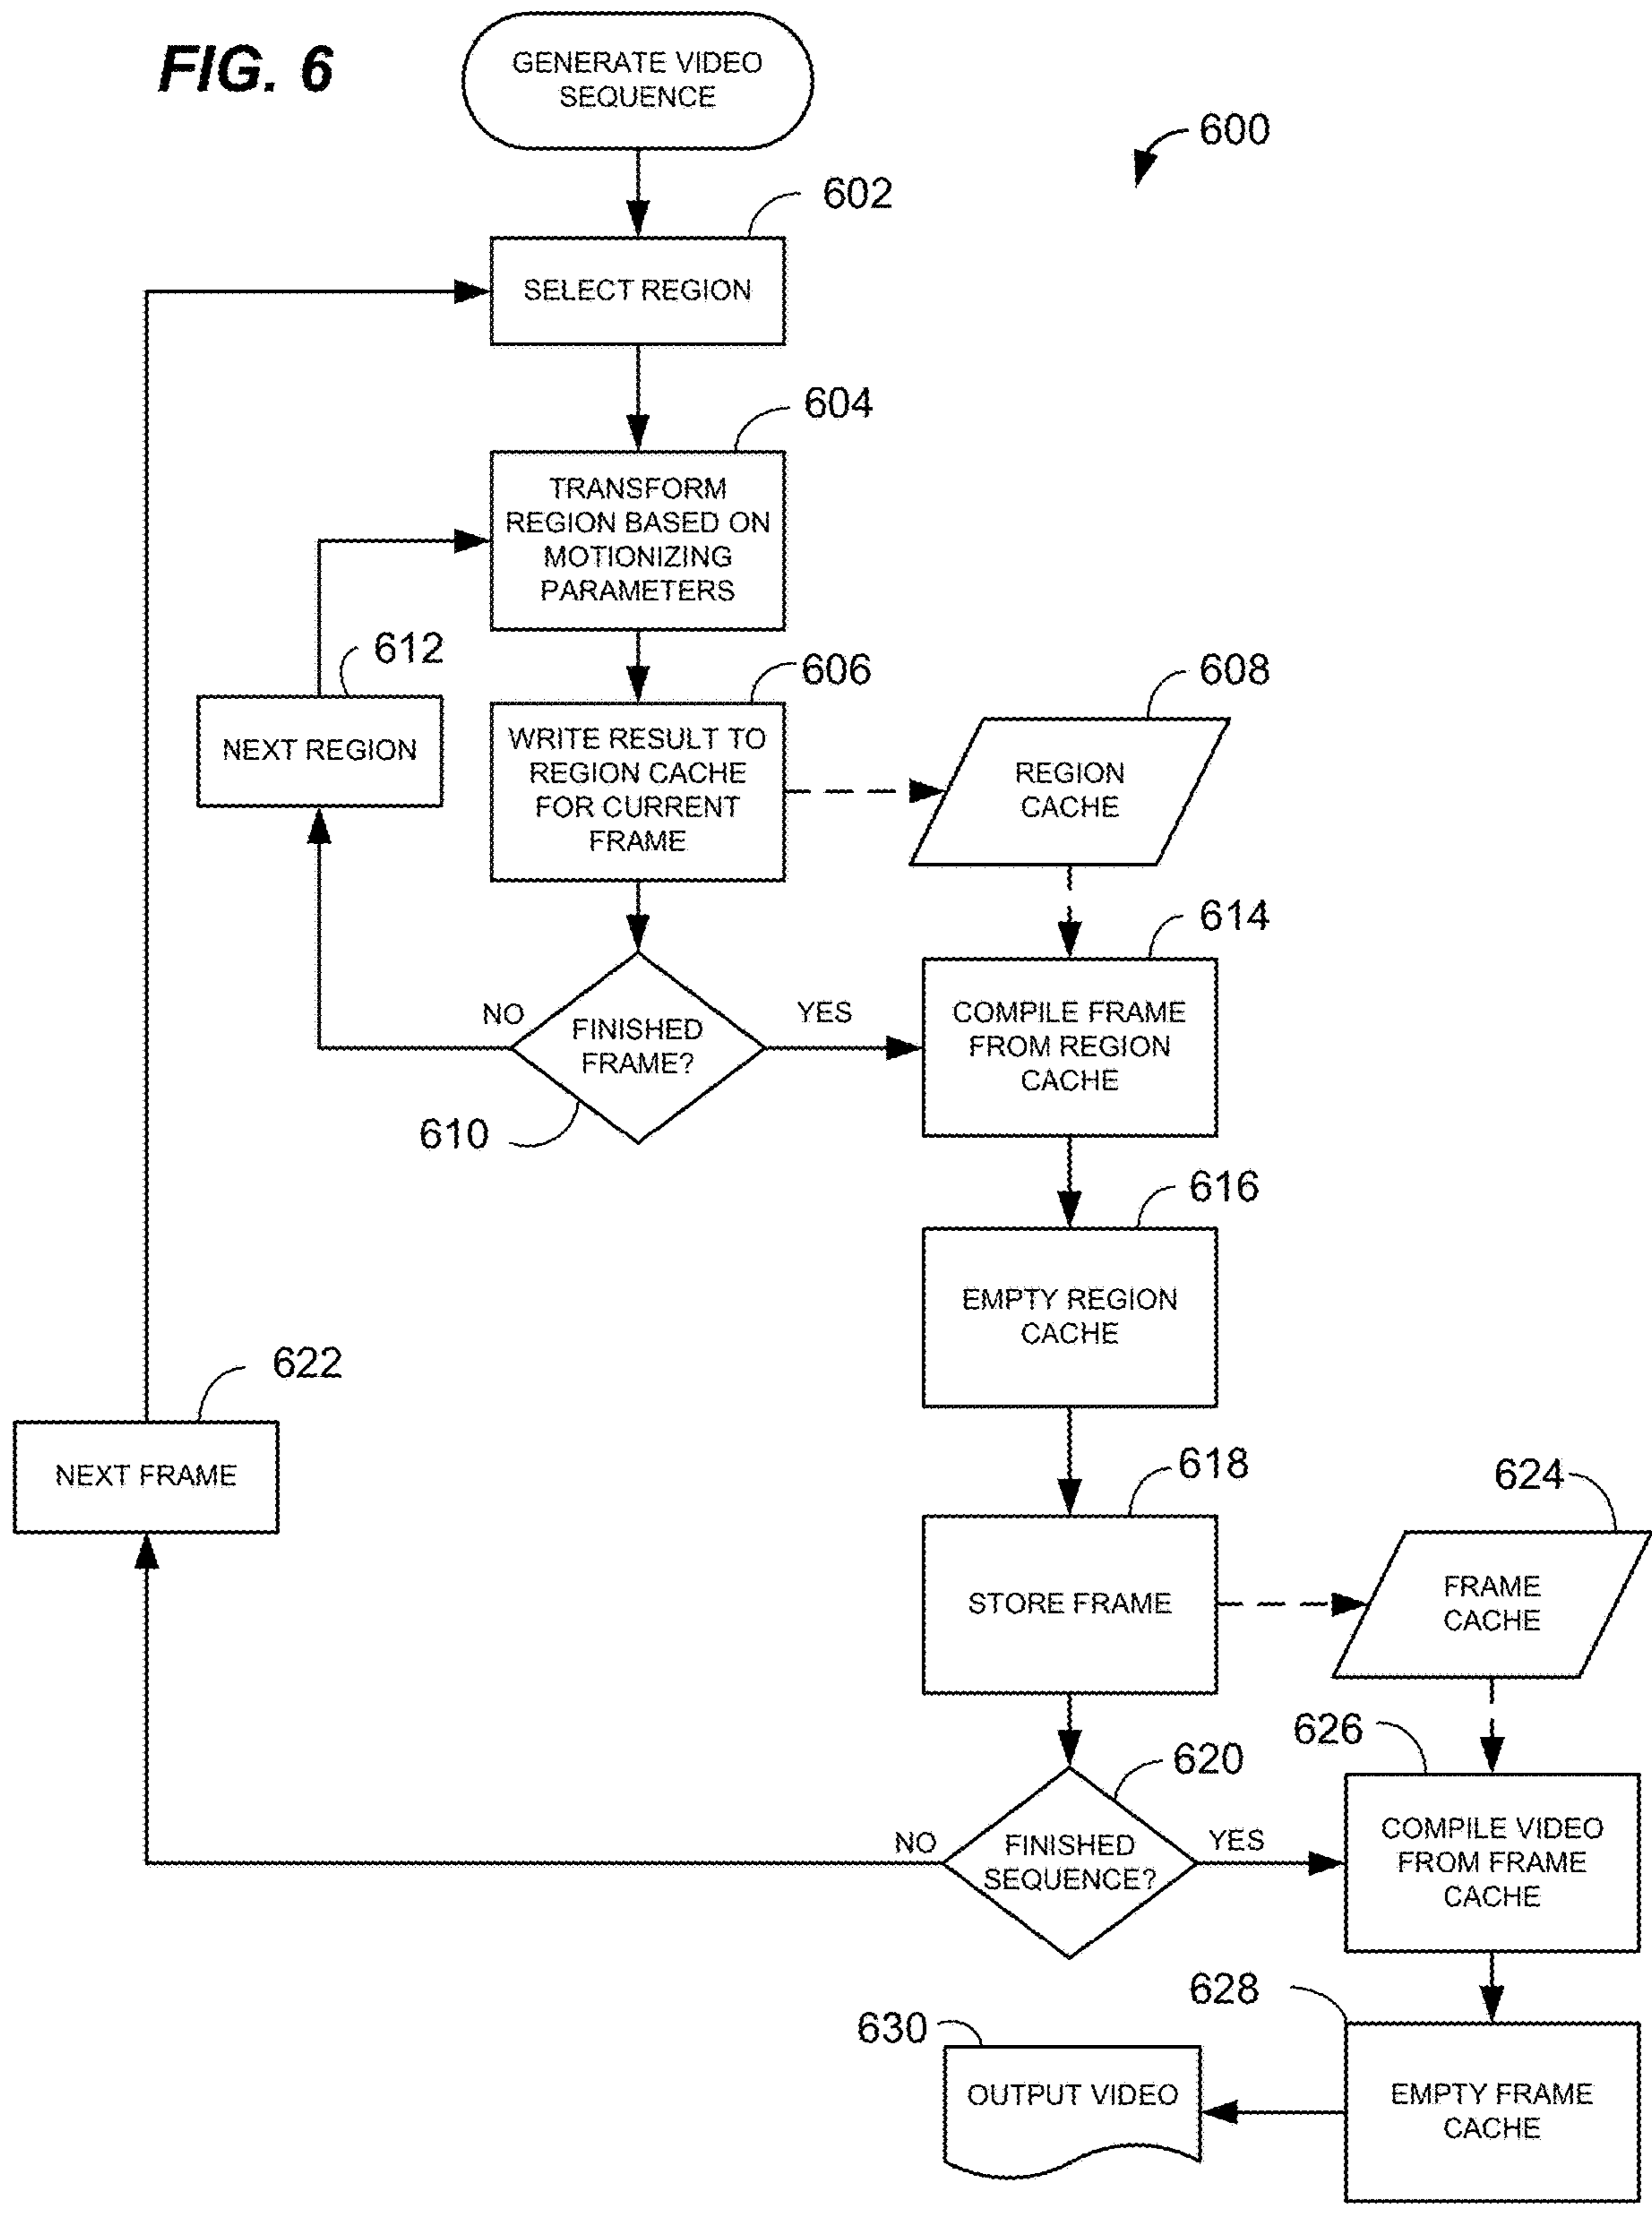 FIG. 6
GENERATE VIDEO
SEQUENCE
600
602
SELECT REGION
604
TRANSFORM
REGION BASED ON
MOTIONIZING
PARAMETERS
612
NEXT REGION
606
WRITE RESULT TO
REGION CACHE
FOR CURRENT
FRAME
608
REGION
CACHE
614
NO
FINISHED
FRAME?
YES
610
COMPILE FRAME
FROM REGION
CACHE
616
EMPTY REGION
CACHE
622
NEXT FRAME
618
STORE FRAME
624
FRAME
CACHE
620
NO
FINISHED
SEQUENCE?
YES
626
COMPILE VIDEO
FROM FRAME
CACHE
628
EMPTY FRAME
CACHE
630
OUTPUT VIDEO